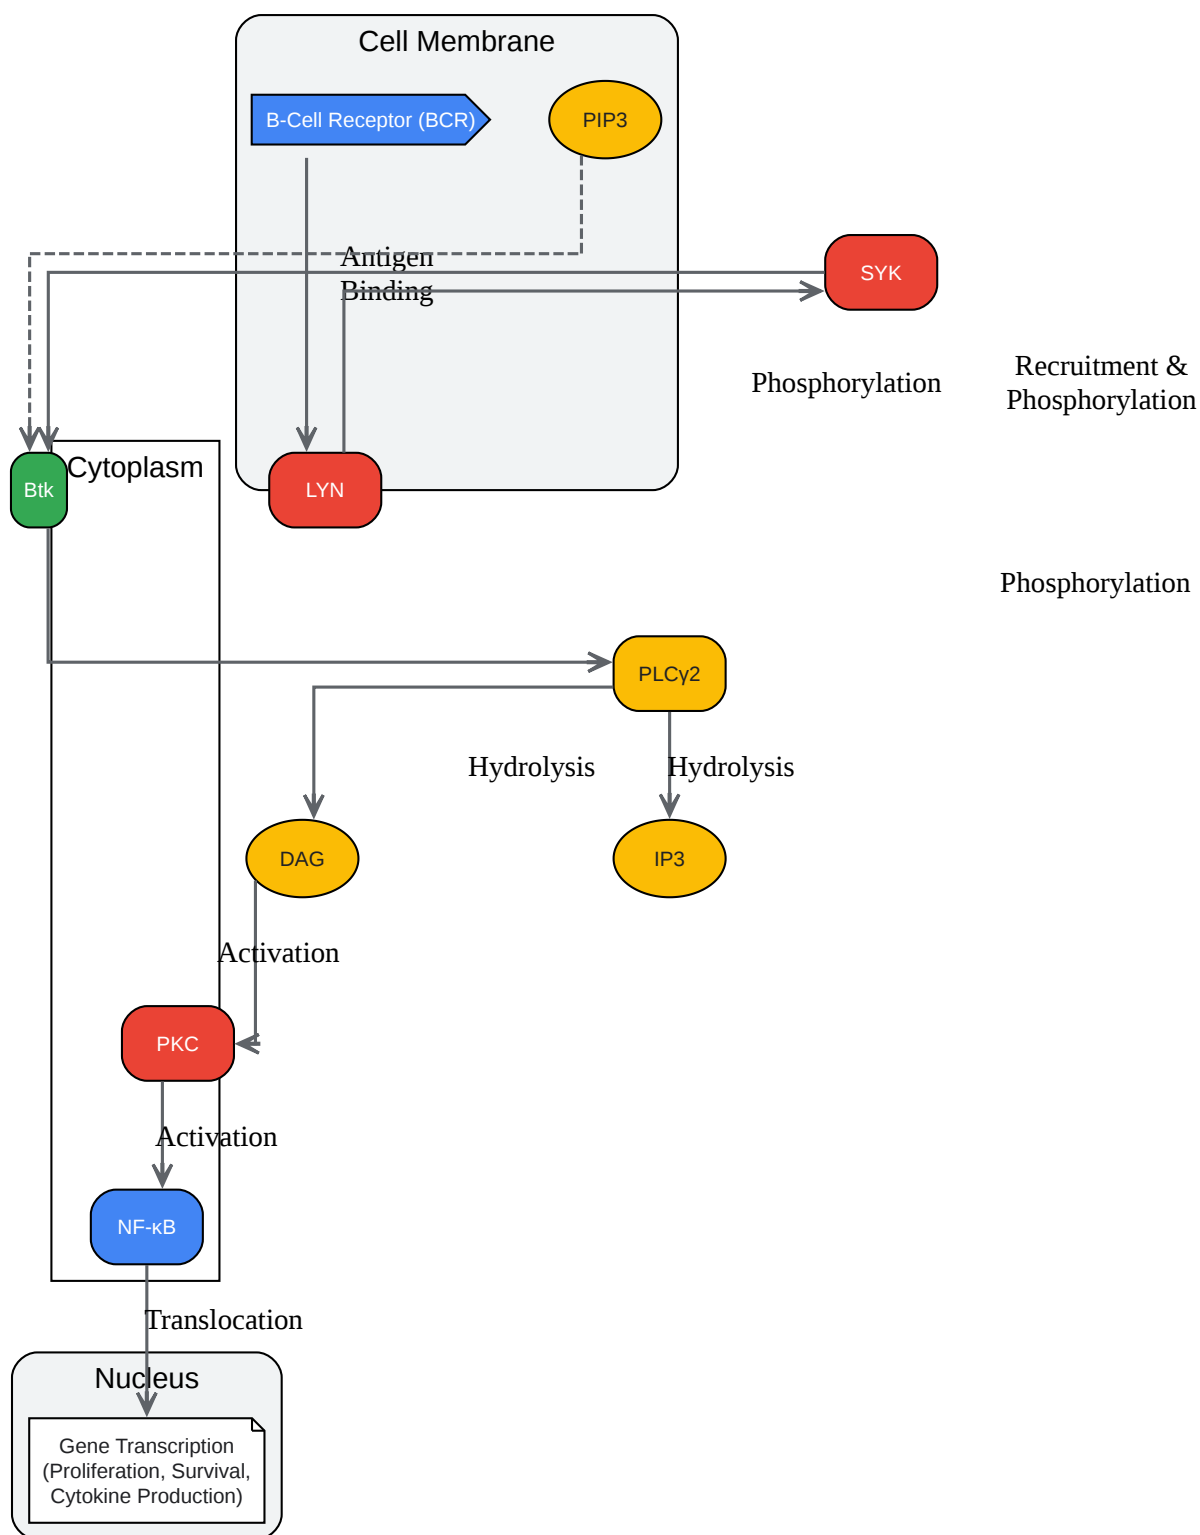 Cell Membrane
B-Cell Receptor (BCR)
PIP3
Antigen
Binding
SYK
Phosphorylation
Recruitment &
Phosphorylation
Cytoplasm
Btk
LYN
Phosphorylation
PLCγ2
Hydrolysis
Hydrolysis
DAG
IP3
Activation
PKC
Activation
NF-κB
Translocation
Nucleus
Gene Transcription
(Proliferation, Survival,
Cytokine Production)